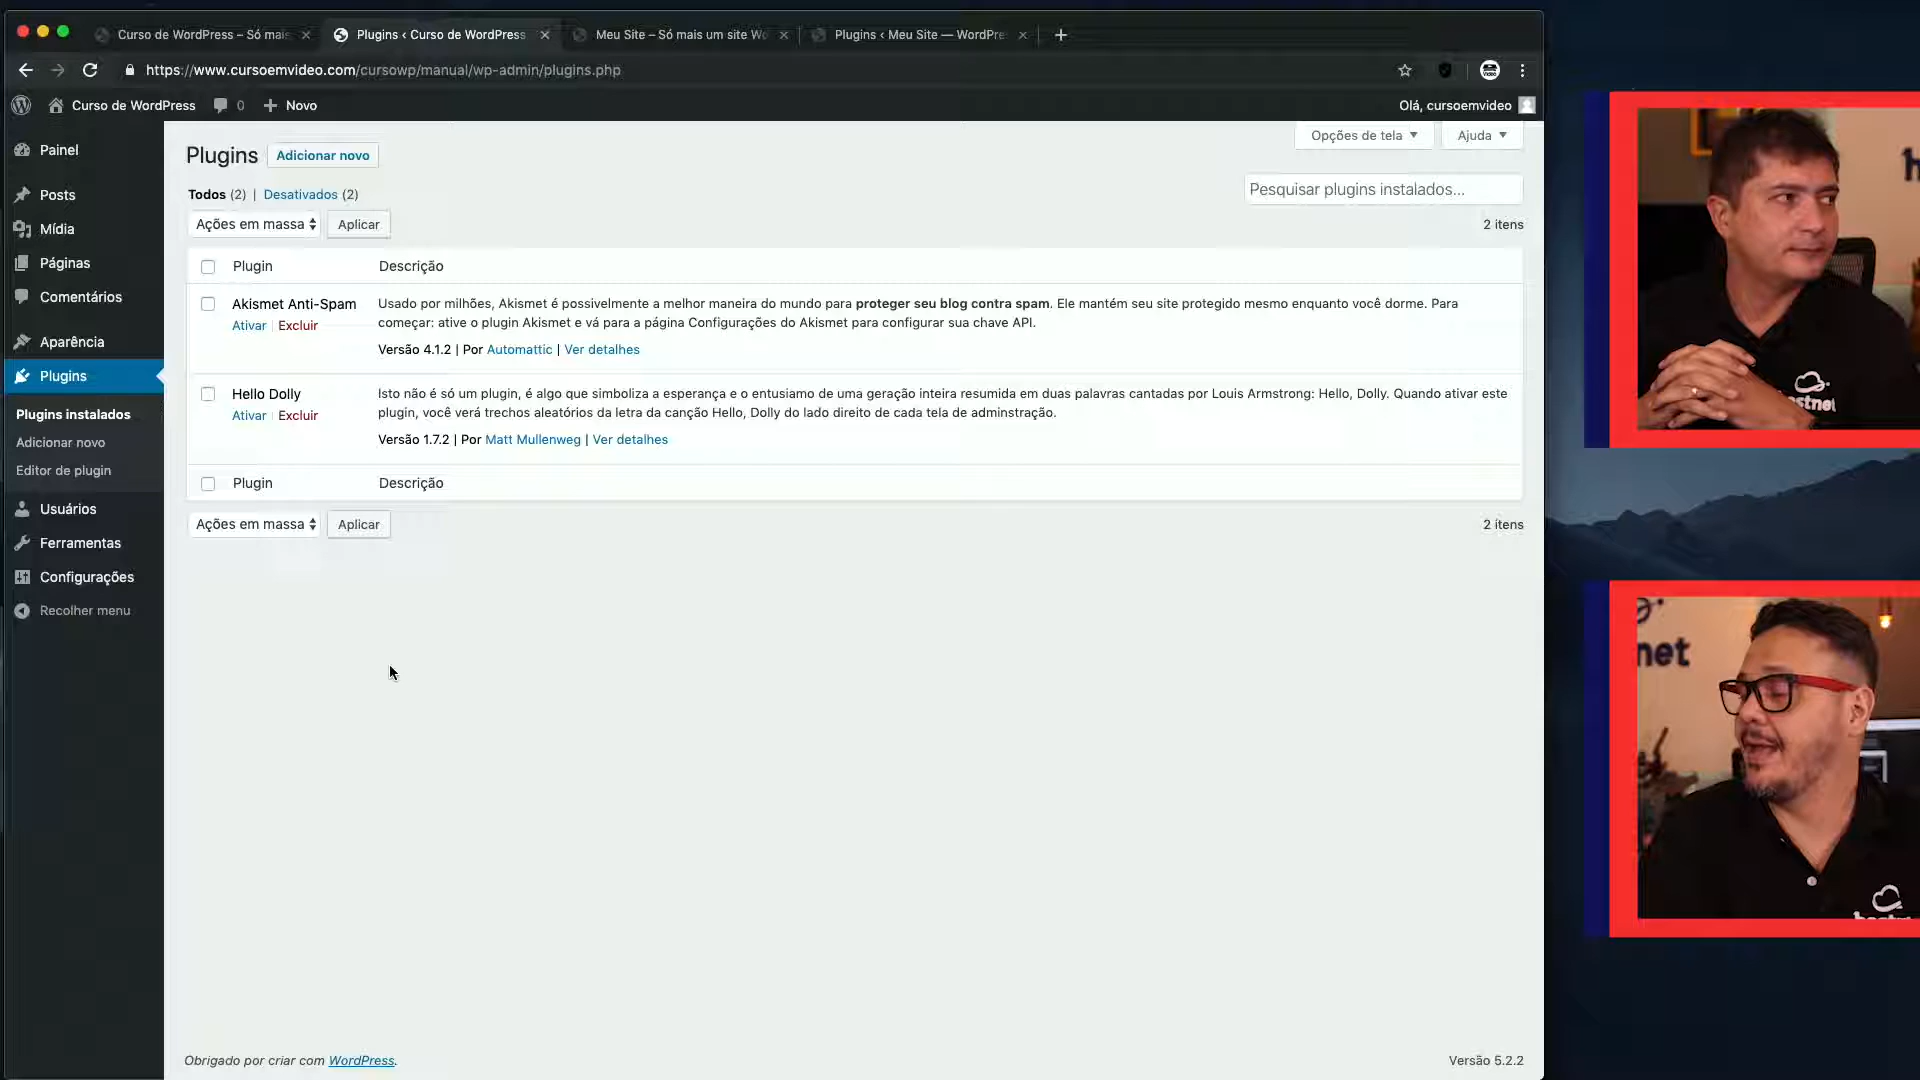 Curso de WordPress – Só mais
Plugins ‹ Curso de WordPress
Meu Site – Só mais um site Wo
Plugins ‹ Meu Site — WordPre
https://www.cursoemvideo.com/cursowp/manual/wp-admin/plugins.php
Curso de WordPress
0
Novo
Olá, cursoemvideo
Painel
Posts
Mídia
Páginas
Comentários
Aparência
Plugins
Plugins instalados
Adicionar novo
Editor de plugin
Usuários
Ferramentas
Configurações
Recolher menu
Opções de tela
Ajuda
Plugins
Adicionar novo
Todos (2) | Desativados (2)
Pesquisar plugins instalados...
Ações em massa
Aplicar
2 itens
Plugin
Descrição
Akismet Anti-Spam
Ativar | Excluir
Usado por milhões, Akismet é possivelmente a melhor maneira do mundo para proteger seu blog contra spam. Ele mantém seu site protegido mesmo enquanto você dorme. Para
começar: ative o plugin Akismet e vá para a página Configurações do Akismet para configurar sua chave API.
Versão 4.1.2 | Por Automattic | Ver detalhes
Hello Dolly
Ativar | Excluir
Isto não é só um plugin, é algo que simboliza a esperança e o entusiamo de uma geração inteira resumida em duas palavras cantadas por Louis Armstrong: Hello, Dolly. Quando ativar este
plugin, você verá trechos aleatórios da letra da canção Hello, Dolly do lado direito de cada tela de adminstração.
Versão 1.7.2 | Por Matt Mullenweg | Ver detalhes
Plugin
Descrição
Ações em massa
Aplicar
2 itens
Obrigado por criar com WordPress.
Versão 5.2.2
net